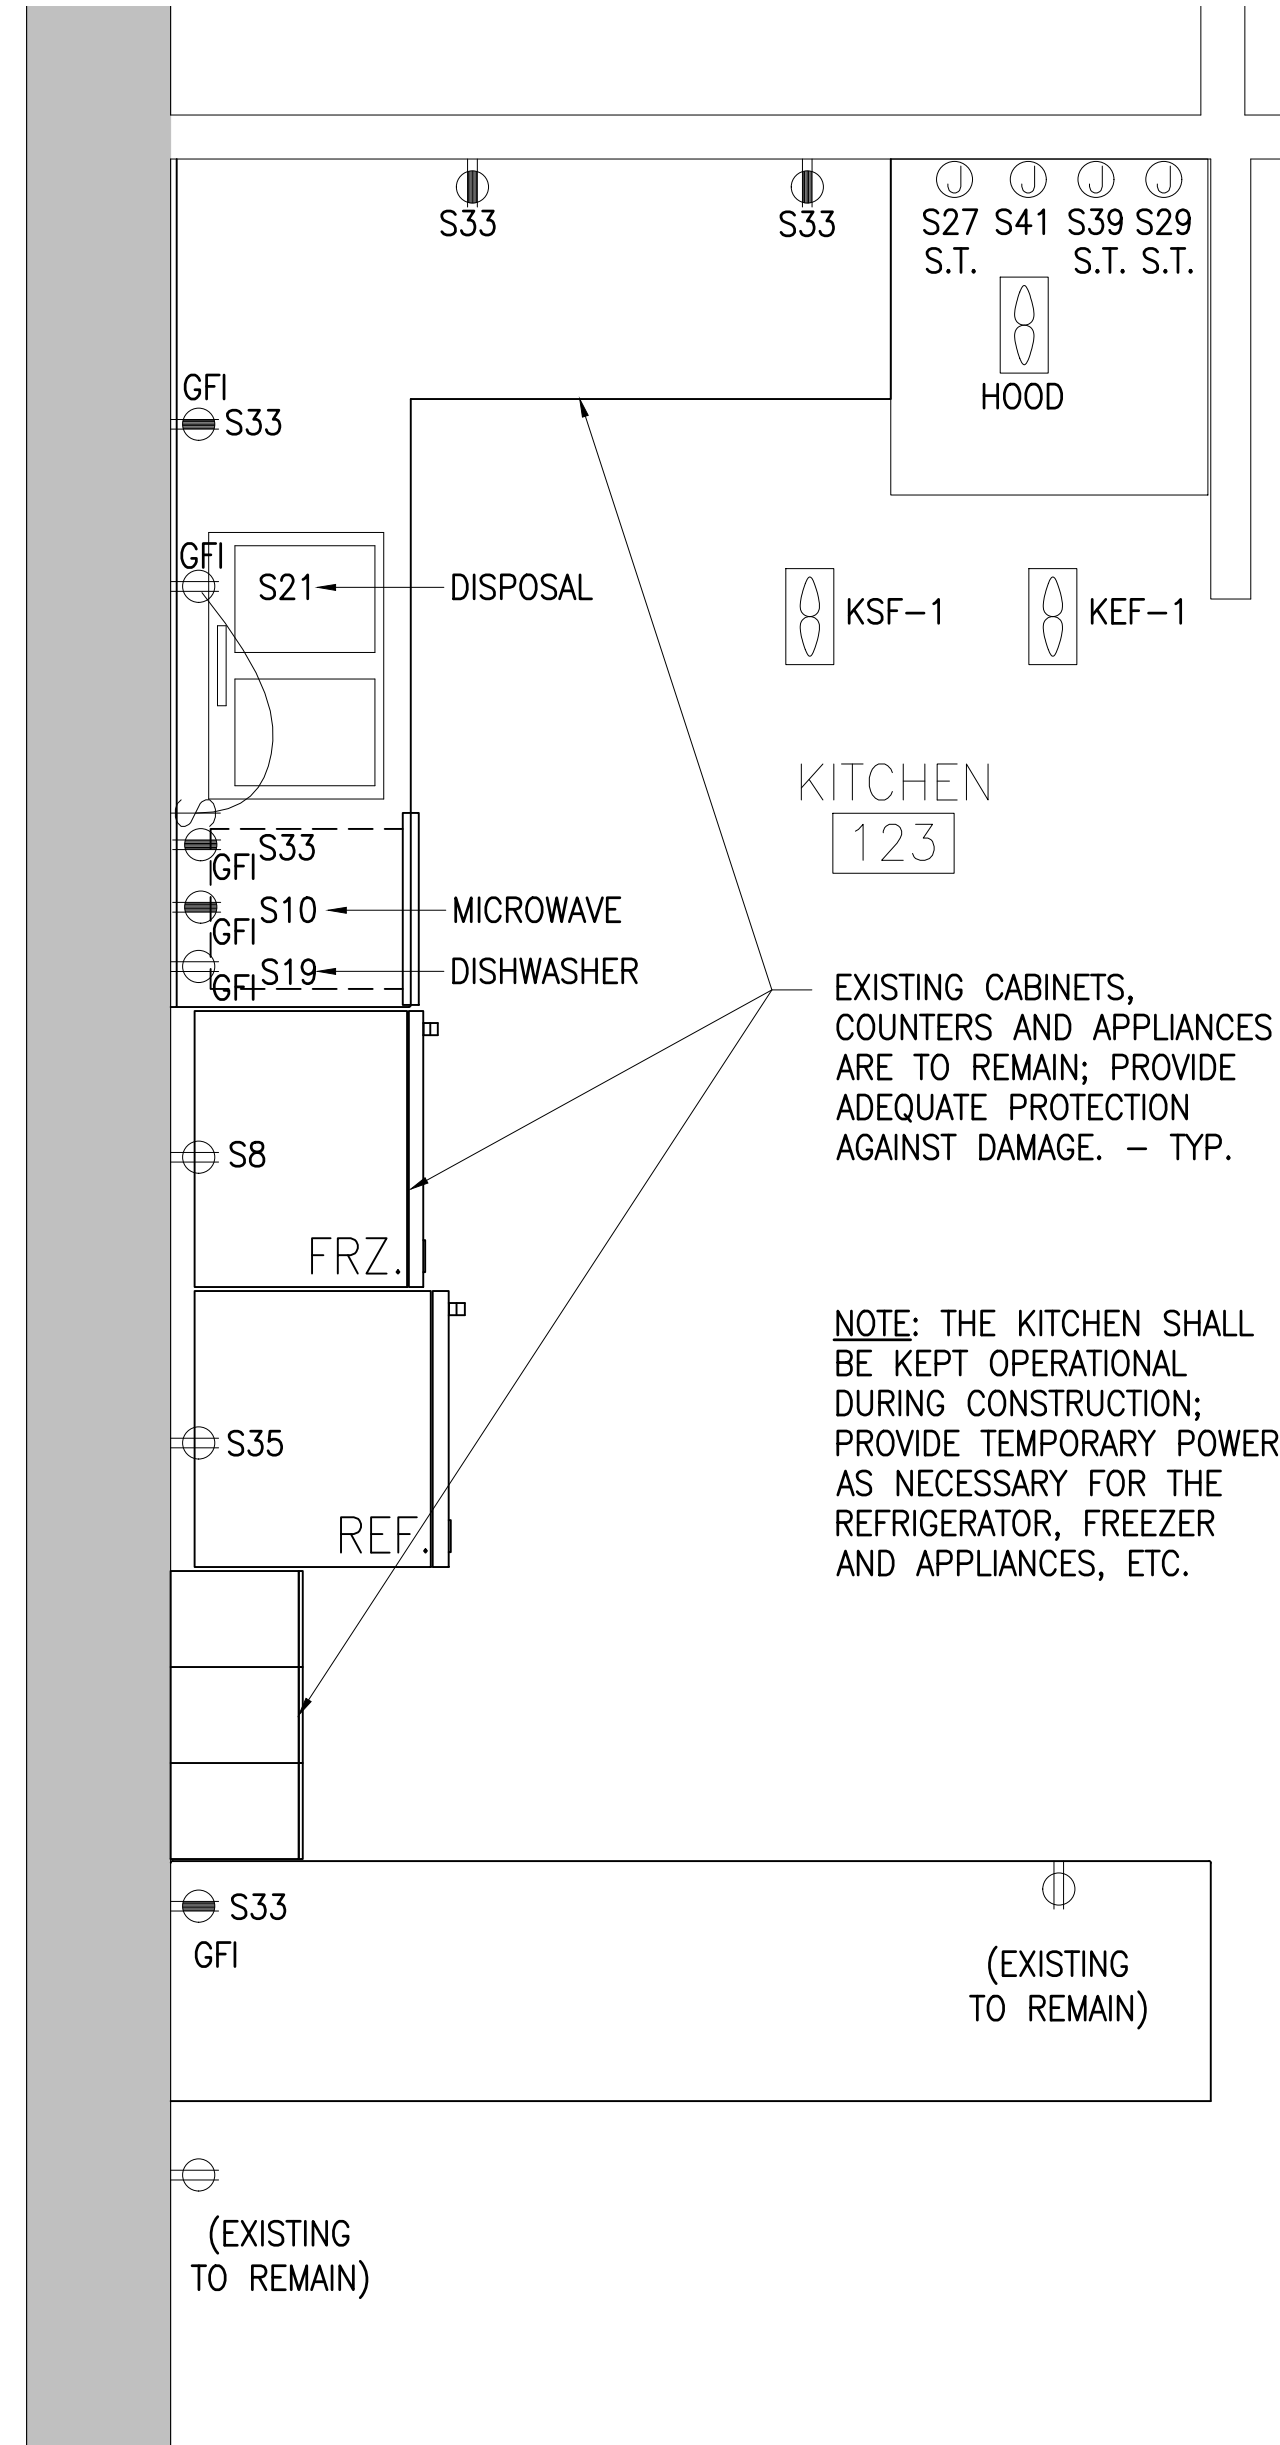 S33
S33
J J J J
S27 S41 S39 S29
S.T. S.T. S.T.
HOOD
GFI
S33
GFI
S21
DISPOSAL
KSF-1
KEF-1
KITCHEN
123
S33
GFI
S10
MICROWAVE
GFI
S19
DISHWASHER
GFI
EXISTING CABINETS,
COUNTERS AND APPLIANCES
ARE TO REMAIN; PROVIDE
ADEQUATE PROTECTION
AGAINST DAMAGE. – TYP.
S8
FRZ.
NOTE: THE KITCHEN SHALL
BE KEPT OPERATIONAL
DURING CONSTRUCTION;
PROVIDE TEMPORARY POWER
AS NECESSARY FOR THE
REFRIGERATOR, FREEZER
AND APPLIANCES, ETC.
S35
REF.
S33
GFI
(EXISTING
TO REMAIN)
(EXISTING
TO REMAIN)